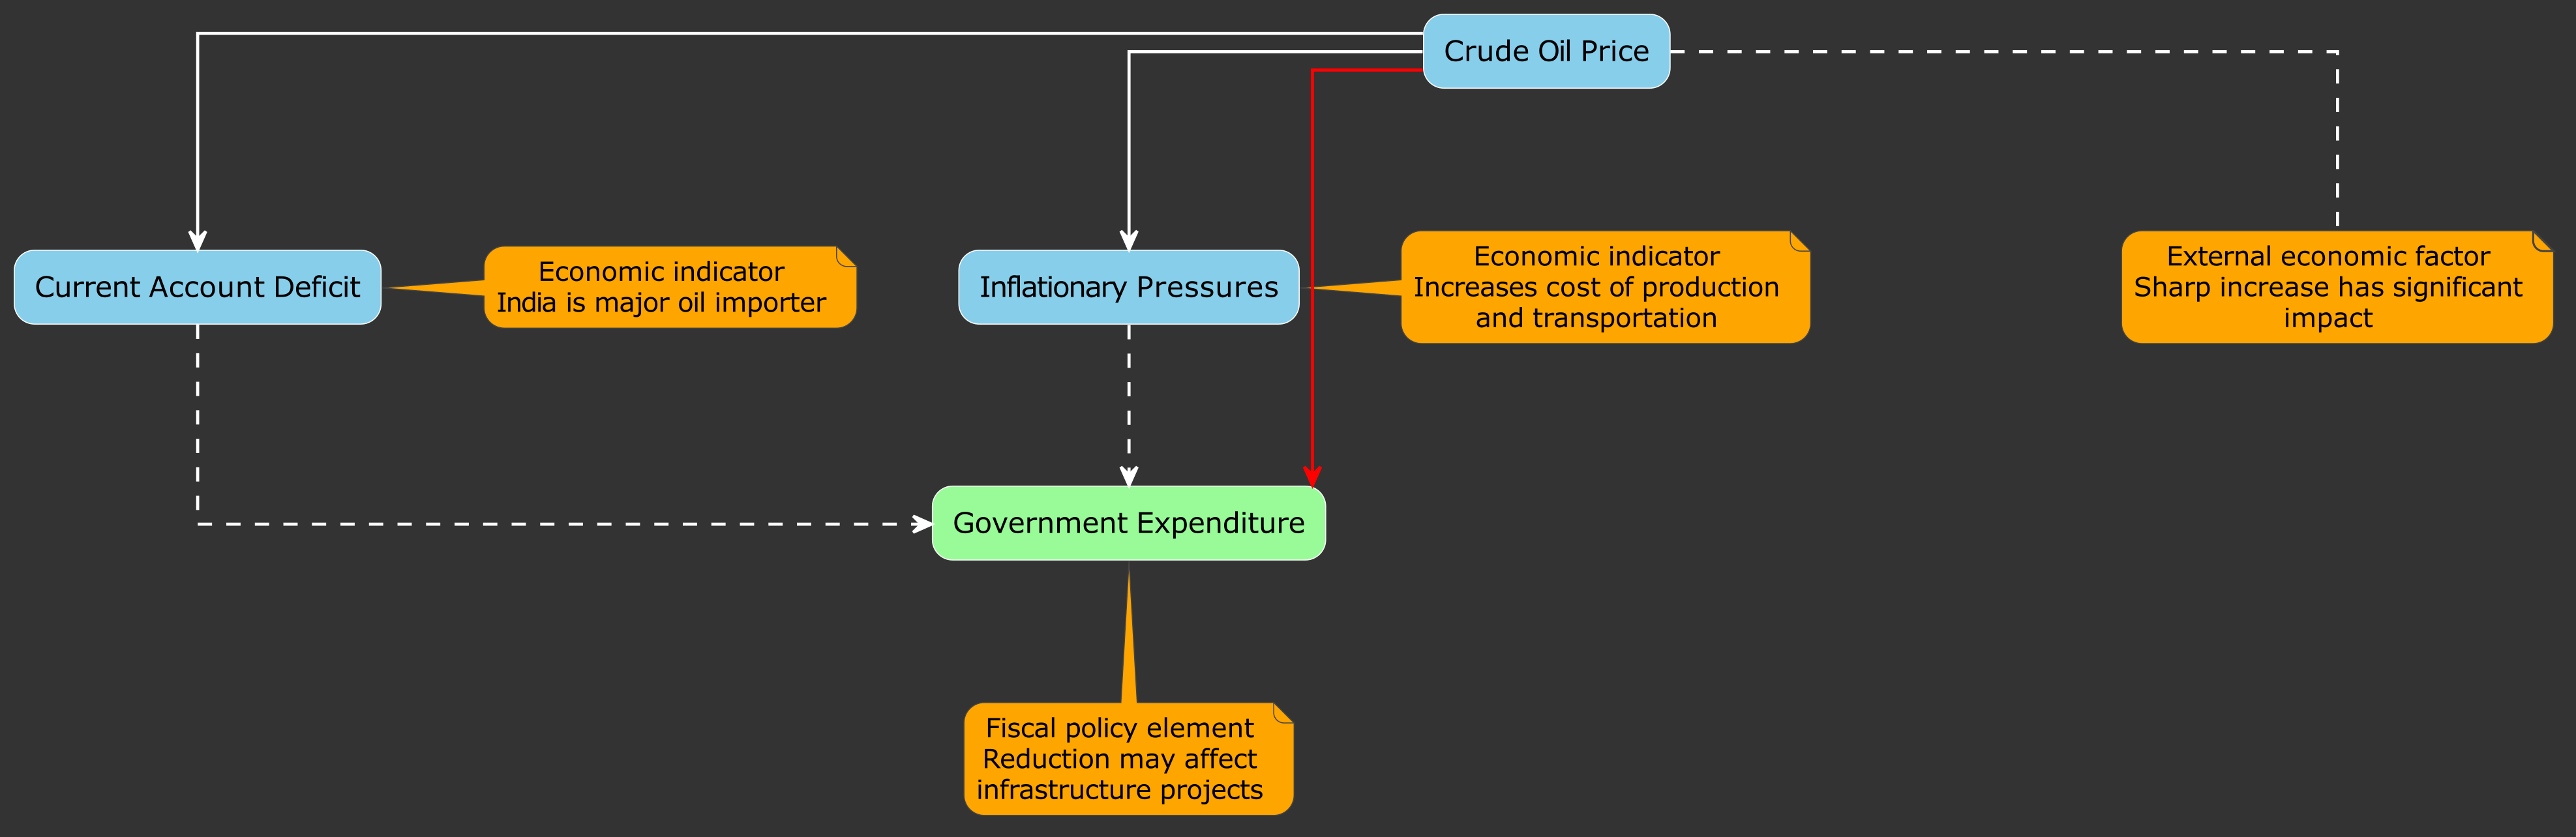 Crude Oil Price
Current Account Deficit
Economic indicator
India is major oil importer
Inflationary Pressures
Economic indicator
Increases cost of production
and transportation
External economic factor
Sharp increase has significant
impact
Government Expenditure
Fiscal policy element
Reduction may affect
infrastructure projects